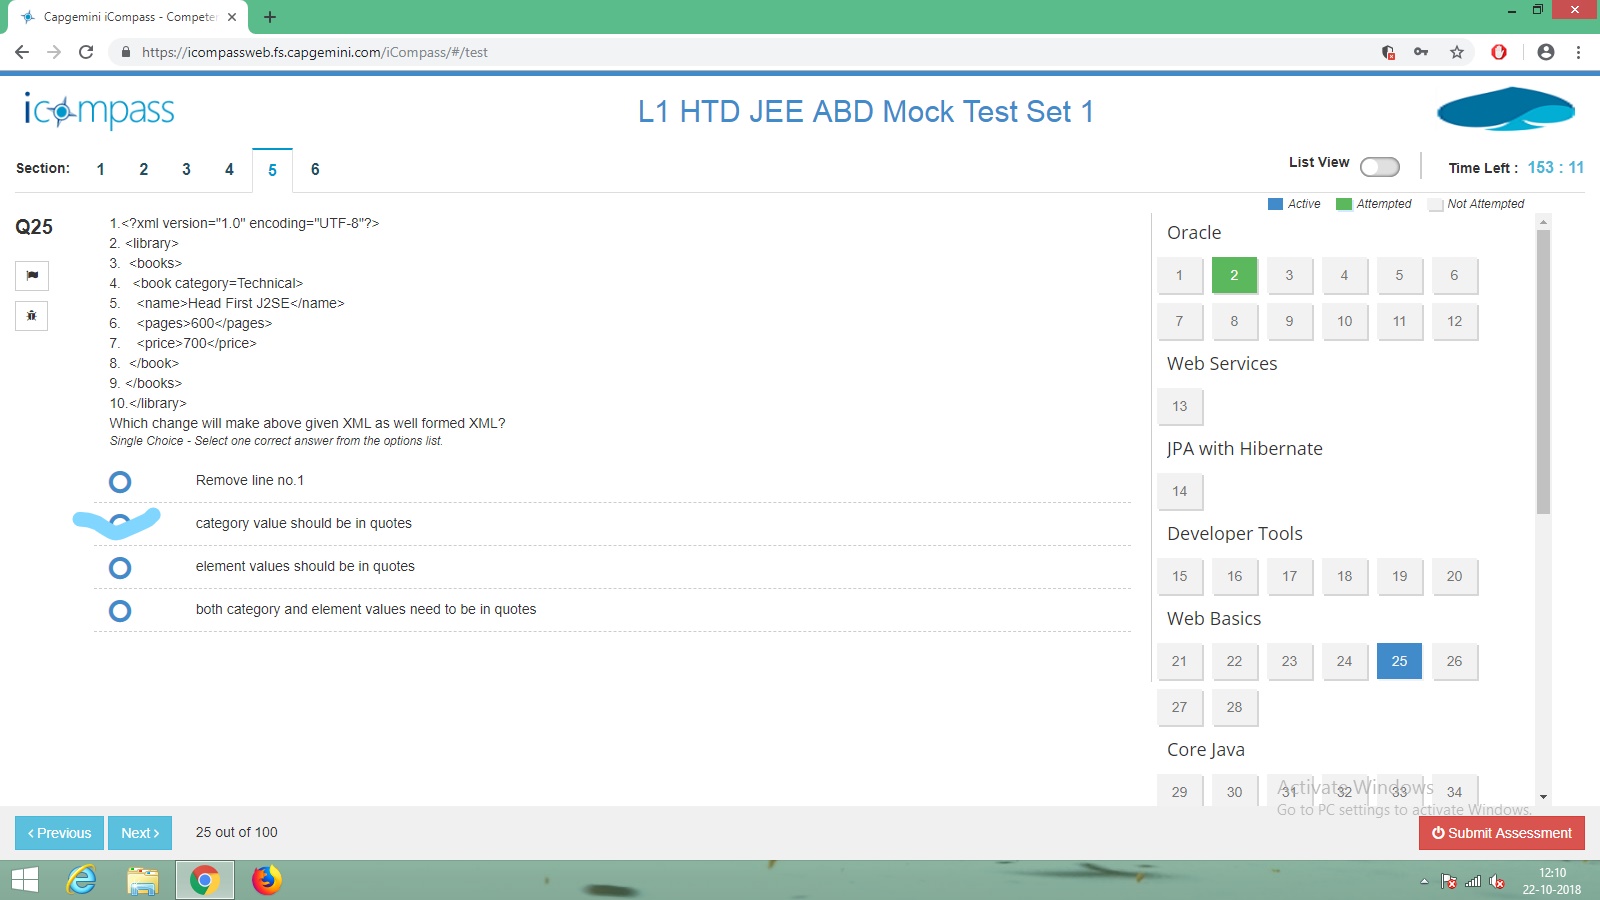 Capgemini iCompass - Competen
https://icompassweb.fs.capgemini.com/iCompass/#/test
icompass
L1 HTD JEE ABD Mock Test Set 1
Section: 1 2 3 4 5 6
List View
Time Left : 153 : 11
Active Attempted Not Attempted
Q25
1.<?xml version="1.0" encoding="UTF-8"?>
2. <library>
3. <books>
4. <book category=Technical>
5. <name>Head First J2SE</name>
6. <pages>600</pages>
7. <price>700</price>
8. </book>
9. </books>
10.</library>
Which change will make above given XML as well formed XML?
Single Choice - Select one correct answer from the options list.
Remove line no.1
category value should be in quotes
element values should be in quotes
both category and element values need to be in quotes
Oracle
1 2 3 4 5 6
7 8 9 10 11 12
Web Services
13
JPA with Hibernate
14
Developer Tools
15 16 17 18 19 20
Web Basics
21 22 23 24 25 26
27 28
Core Java
29 30 31 32 33 34
Activate Windows
Go to PC settings to activate Windows.
Previous Next 25 out of 100
Submit Assessment
12:10
22-10-2018